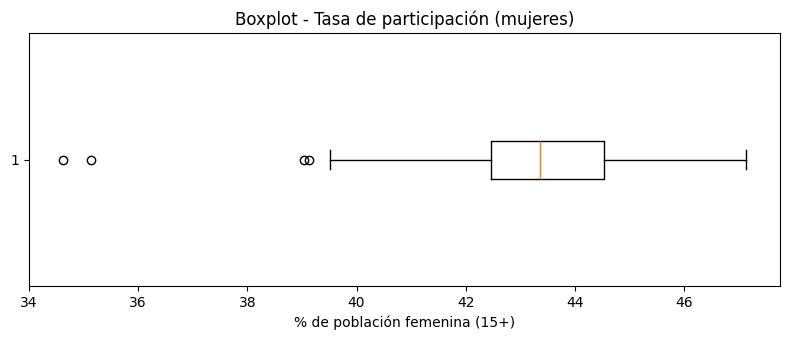 Boxplot - Tasa de participación (mujeres)
1
34 36 38 40 42 44 46
% de población femenina (15+)